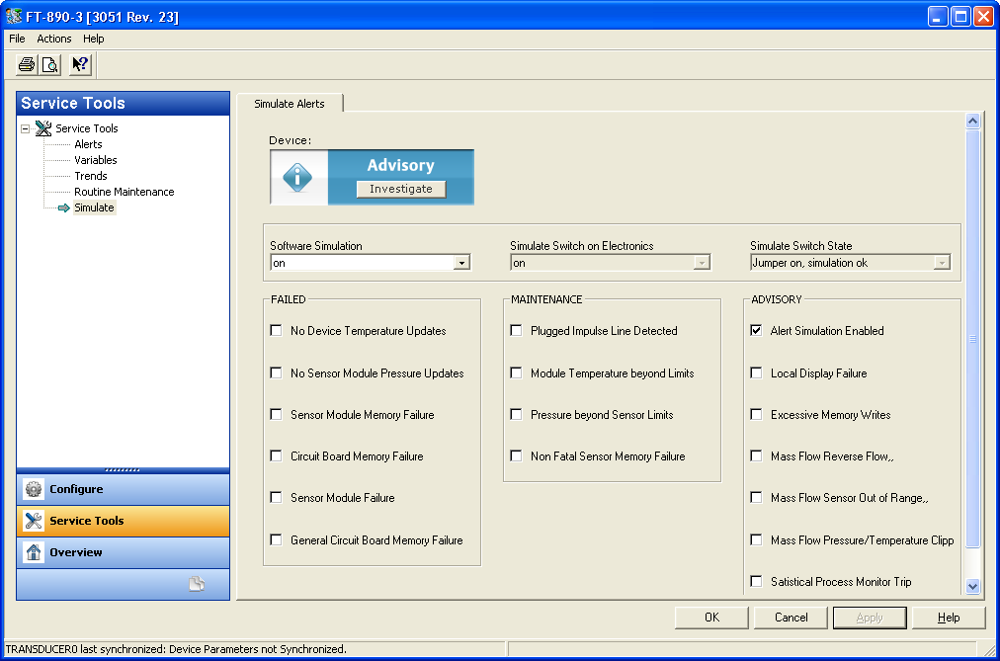 FT-890-3 [3051 Rev. 23]
File Actions Help
Service Tools
Service Tools
Alerts
Variables
Trends
Routine Maintenance
Simulate
Configure
Service Tools
Overview
Simulate Alerts
Device:
Advisory
Investigate
Software Simulation
on
Simulate Switch on Electronics
on
Simulate Switch State
Jumper on, simulation ok
FAILED
No Device Temperature Updates
No Sensor Module Pressure Updates
Sensor Module Memory Failure
Circuit Board Memory Failure
Sensor Module Failure
General Circuit Board Memory Failure
MAINTENANCE
Plugged Impulse Line Detected
Module Temperature beyond Limits
Pressure beyond Sensor Limits
Non Fatal Sensor Memory Failure
ADVISORY
Alert Simulation Enabled
Local Display Failure
Excessive Memory Writes
Mass Flow Reverse Flow,,
Mass Flow Sensor Out of Range,,
Mass Flow Pressure/Temperature Clipp
Satistical Process Monitor Trip
OK Cancel Apply Help
TRANSDUCER0 last synchronized: Device Parameters not Synchronized.